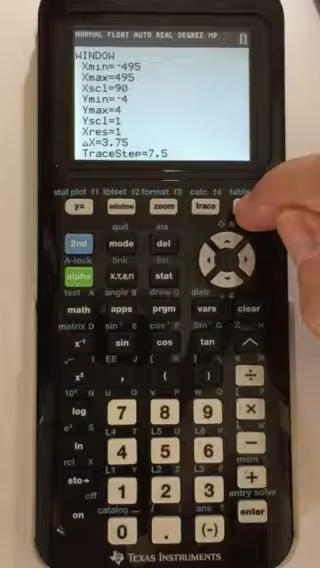 NORMAL FLOAT AUTO REAL DEGREE MP
WINDOW
Xmin=-495
Xmax=495
Xscl=90
Ymin=-4
Ymax=4
Yscl=1
Xres=1
△X=3.75
TraceStep=7.5
stat plot f1 tblset f2 format f3 calc f4 table
y= window zoom trace
quit ins
2nd mode del
A-lock link list
alpha X,T,θ,n stat
test A angle B draw C distr
math apps prgm vars clear
matrix D sin⁻¹ E cos⁻¹ tan⁻¹ G π H
x⁻¹ sin cos tan ^
√ I EE J { K L M
x² , ( ) ÷
10ˣ N u O v P w Q [ R
log 7 8 9 ×
eˣ S L4 T L5 U L6 V ] W
ln 4 5 6 −
rcl X L1 Y L2 Z L3 θ mem "
sto→ 1 2 3 +
off catalog i : ans ? entry solve
on 0 . (-) enter
TEXAS INSTRUMENTS